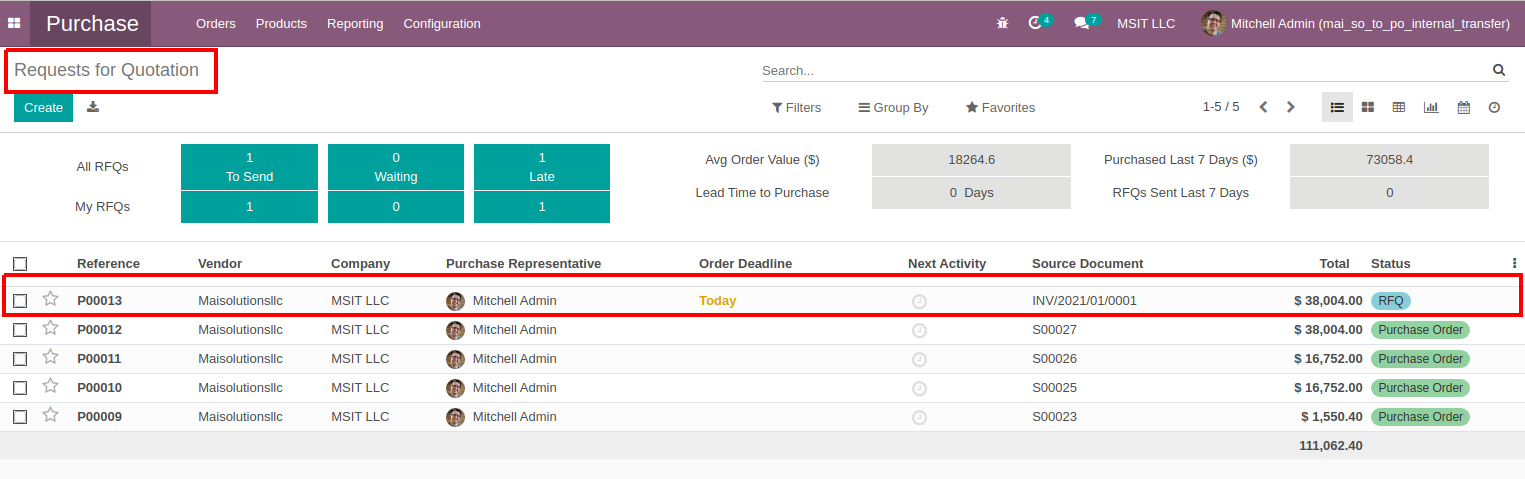 Purchase Orders Products Reporting Configuration 4 7 MSIT LLC Mitchell Admin (mai_so_to_po_internal_transfer)
Requests for Quotation Search...
Create Filters Group By Favorites 1-5 / 5
All RFQs 1 To Send 0 Waiting 1 Late Avg Order Value ($) 18264.6 Purchased Last 7 Days ($) 73058.4
Lead Time to Purchase 0 Days RFQs Sent Last 7 Days 0
My RFQs 1 0 1
Reference Vendor Company Purchase Representative Order Deadline Next Activity Source Document Total Status
P00013 Maisolutionsllc MSIT LLC Mitchell Admin Today INV/2021/01/0001 $ 38,004.00 RFQ
P00012 Maisolutionsllc MSIT LLC Mitchell Admin S00027 $ 38,004.00 Purchase Order
P00011 Maisolutionsllc MSIT LLC Mitchell Admin S00026 $ 16,752.00 Purchase Order
P00010 Maisolutionsllc MSIT LLC Mitchell Admin S00025 $ 16,752.00 Purchase Order
P00009 Maisolutionsllc MSIT LLC Mitchell Admin S00023 $ 1,550.40 Purchase Order
111,062.40